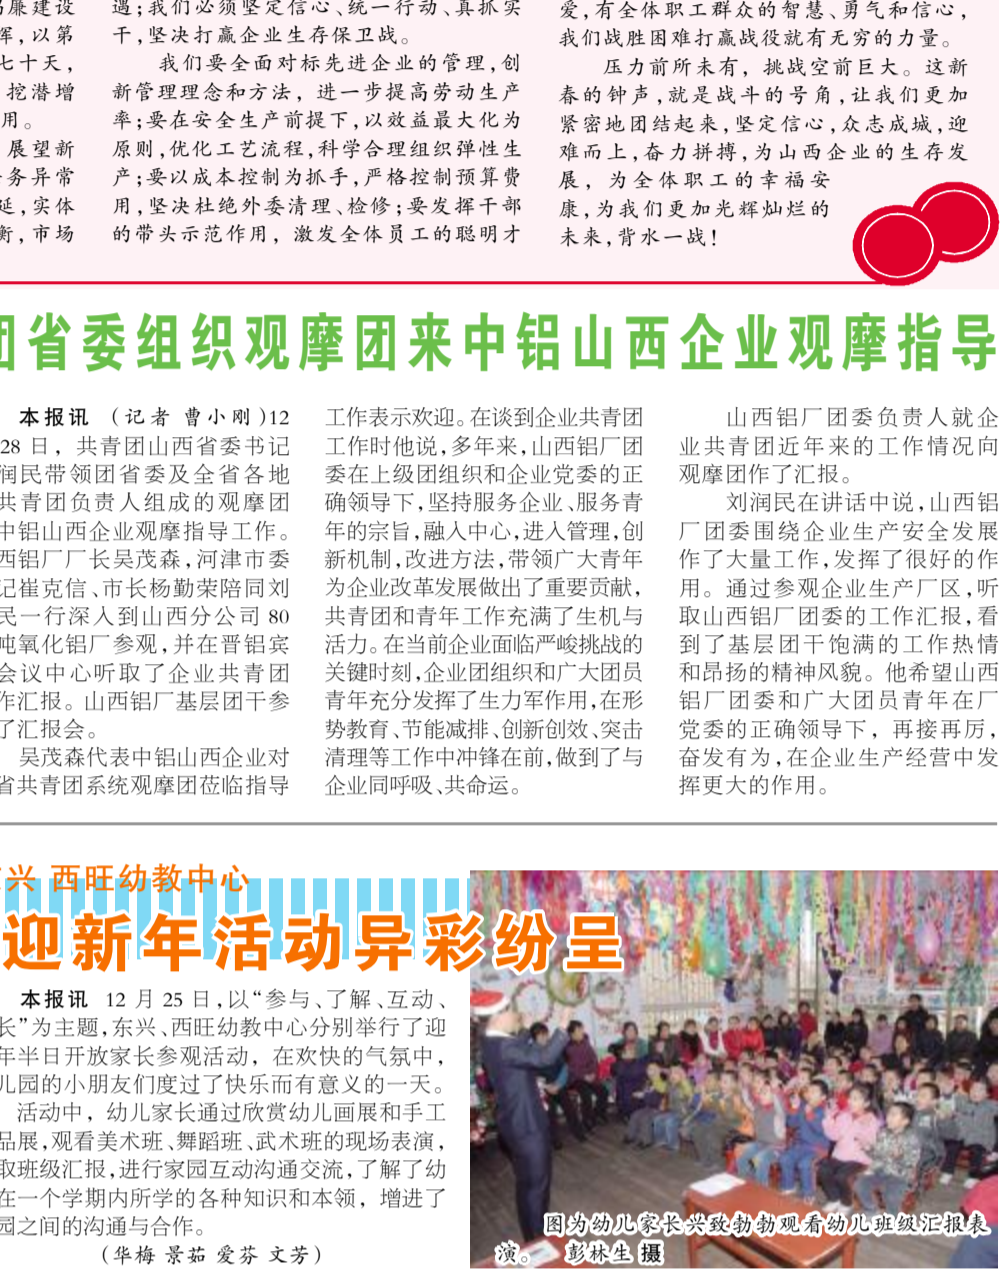 冯廉建设
挥,以第
七十天,
挖潜增
用。
展望新
务异常
延,实体
衡,市场
遇;我们必须坚定信心、统一行动、真抓实
干,坚决打赢企业生存保卫战。
我们要全面对标先进企业的管理,创
新管理理念和方法,进一步提高劳动生产
率;要在安全生产前提下,以效益最大化为
原则,优化工艺流程,科学合理组织弹性生
产;要以成本控制为抓手,严格控制预算费
用,坚决杜绝外委清理、检修;要发挥干部
的带头示范作用,激发全体员工的聪明才
爱,有全体职工群众的智慧、勇气和信心,
我们战胜困难打赢战役就有无穷的力量。
压力前所未有,挑战空前巨大。这新
春的钟声,就是战斗的号角,让我们更加
紧密地团结起来,坚定信心,众志成城,迎
难而上,奋力拼搏,为山西企业的生存发
展,为全体职工的幸福安
康,为我们更加光辉灿烂的
未来,背水一战!
团省委组织观摩团来中铝山西企业观摩指导
本报讯 (记者 曹小刚)12
28日,共青团山西省委书记
润民带领团省委及全省各地
共青团负责人组成的观摩团
中铝山西企业观摩指导工作。
西铝厂厂长吴茂森,河津市委
记崔克信、市长杨勤荣陪同刘
民一行深入到山西分公司80
吨氧化铝厂参观,并在晋铝宾
会议中心听取了企业共青团
作汇报。山西铝厂基层团干参
了汇报会。
吴茂森代表中铝山西企业对
省共青团系统观摩团莅临指导
工作表示欢迎。在谈到企业共青团
工作时他说,多年来,山西铝厂团
委在上级团组织和企业党委的正
确领导下,坚持服务企业、服务青
年的宗旨,融入中心,进入管理,创
新机制,改进方法,带领广大青年
为企业改革发展做出了重要贡献,
共青团和青年工作充满了生机与
活力。在当前企业面临严峻挑战的
关键时刻,企业团组织和广大团员
青年充分发挥了生力军作用,在形
势教育、节能减排、创新创效、突击
清理等工作中冲锋在前,做到了与
企业同呼吸、共命运。
山西铝厂团委负责人就企
业共青团近年来的工作情况向
观摩团作了汇报。
刘润民在讲话中说,山西铝
厂团委围绕企业生产安全发展
作了大量工作,发挥了很好的作
用。通过参观企业生产厂区,听
取山西铝厂团委的工作汇报,看
到了基层团干饱满的工作热情
和昂扬的精神风貌。他希望山西
铝厂团委和广大团员青年在厂
党委的正确领导下,再接再厉,
奋发有为,在企业生产经营中发
挥更大的作用。
兴 西旺幼教中心
迎新年活动异彩纷呈
本报讯 12月25日,以“参与、了解、互动、
长”为主题,东兴、西旺幼教中心分别举行了迎
年半日开放家长参观活动,在欢快的气氛中,
儿园的小朋友们度过了快乐而有意义的一天。
活动中,幼儿家长通过欣赏幼儿画展和手工
品展,观看美术班、舞蹈班、武术班的现场表演,
取班级汇报,进行家园互动沟通交流,了解了幼
在一个学期内所学的各种知识和本领,增进了
园之间的沟通与合作。
(华梅 景茹 爱芬 文芳)
图为幼儿家长兴致勃勃观看幼儿班级汇报表
演。 彭林生 摄